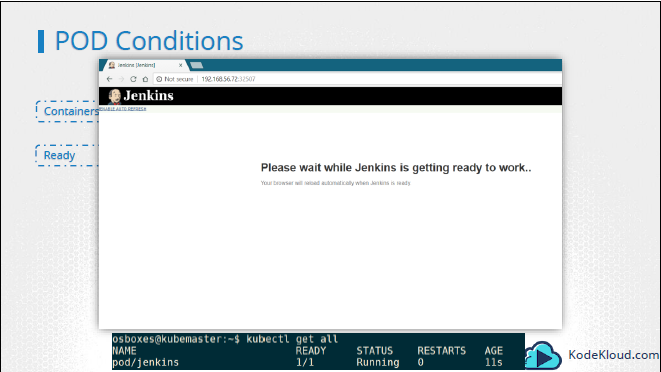 POD Conditions
Jenkins [Jenkins]
Not secure | 192.168.56.72:32507
Jenkins
ENABLE AUTO REFRESH
Containers
Ready
Please wait while Jenkins is getting ready to work..
Your browser will reload automatically when Jenkins is ready.
osboxes@kubemaster:~$ kubectl get all
NAME READY STATUS RESTARTS AGE
pod/jenkins 1/1 Running 0 11s
KodeKloud.com